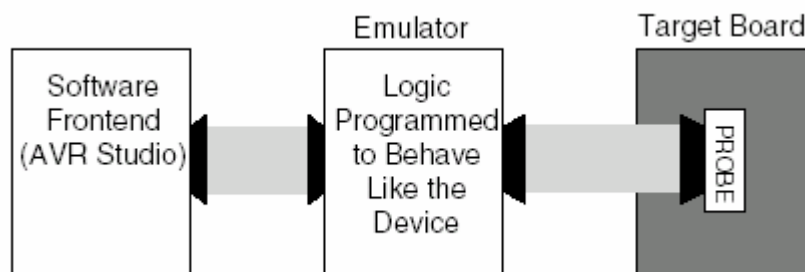 Software
Frontend
(AVR Studio)
Emulator
Logic
Programmed
to Behave
Like the
Device
Target Board
PROBE